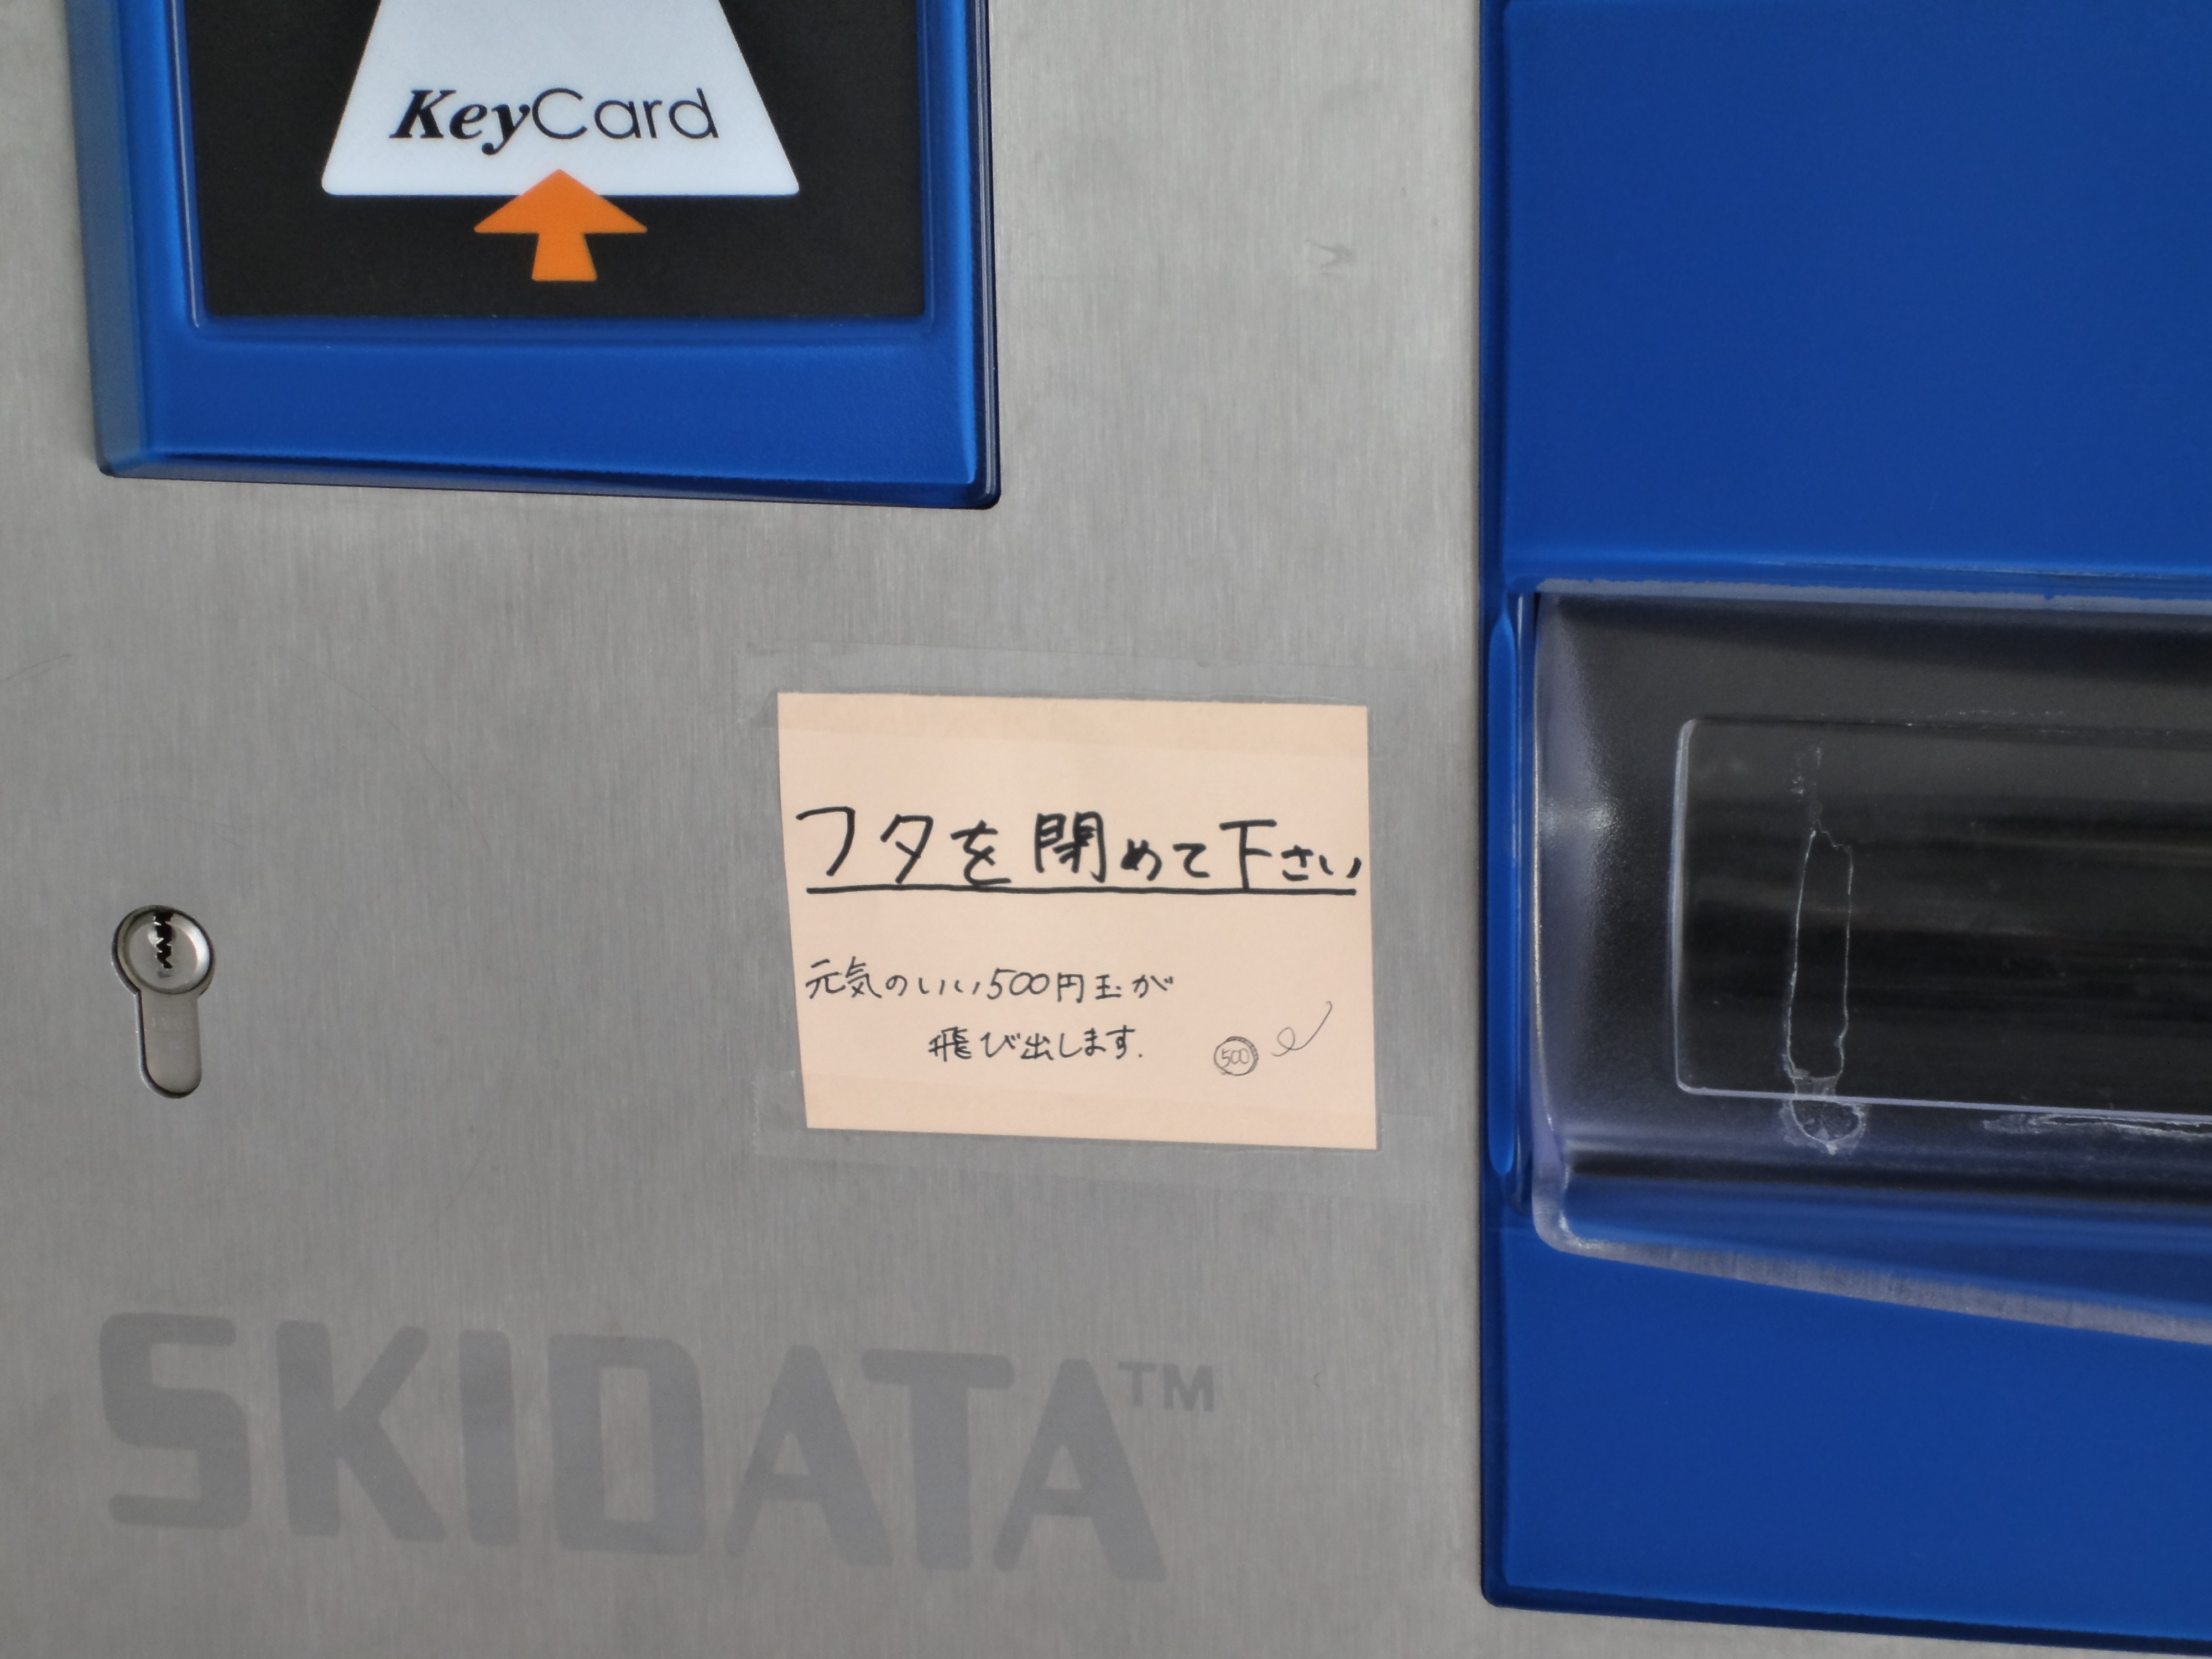 KeyCard
フタを閉めて下さい
元気のいい500円玉が
飛び出します.
500
SKIDATA™